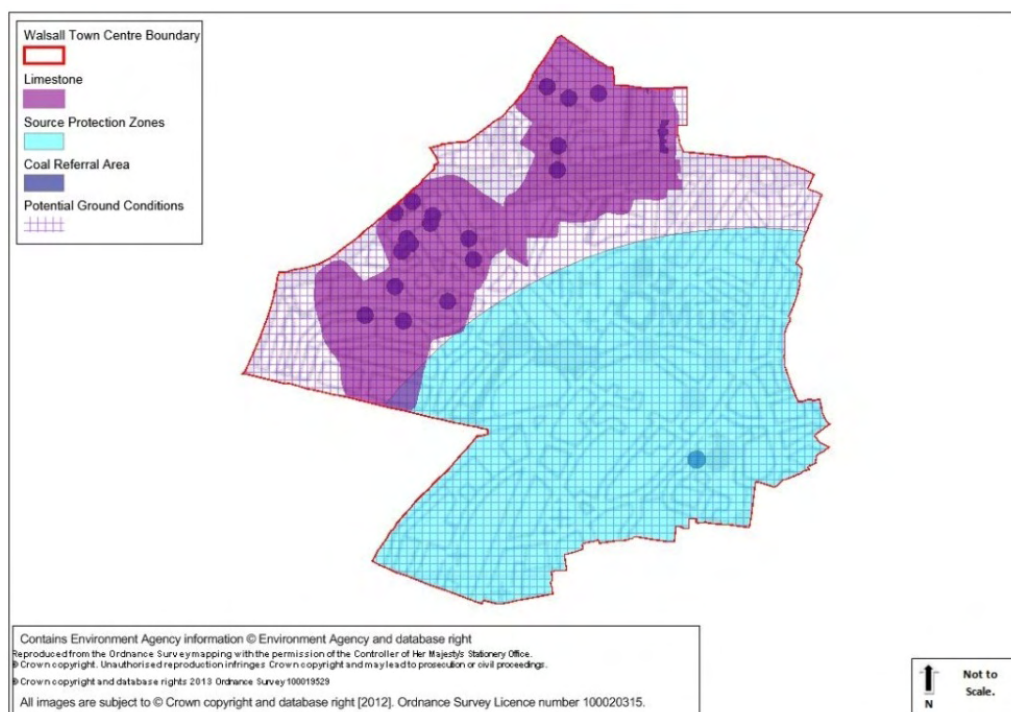 Walsall Town Centre Boundary
Limestone
Source Protection Zones
Coal Referral Area
Potential Ground Conditions
Contains Environment Agency information © Environment Agency and database right
Reproduced from the Ordnance Survey mapping with the permission of the Controller of Her Majesty's Stationery Office.
© Crown copyright. Unauthorised reproduction infringes Crown copyright and may lead to prosecution or civil proceedings.
© Crown copyright and database rights 2013 Ordnance Survey 100019529
All images are subject to © Crown copyright and database right [2012]. Ordnance Survey Licence number 100020315.
N
Not to
Scale.